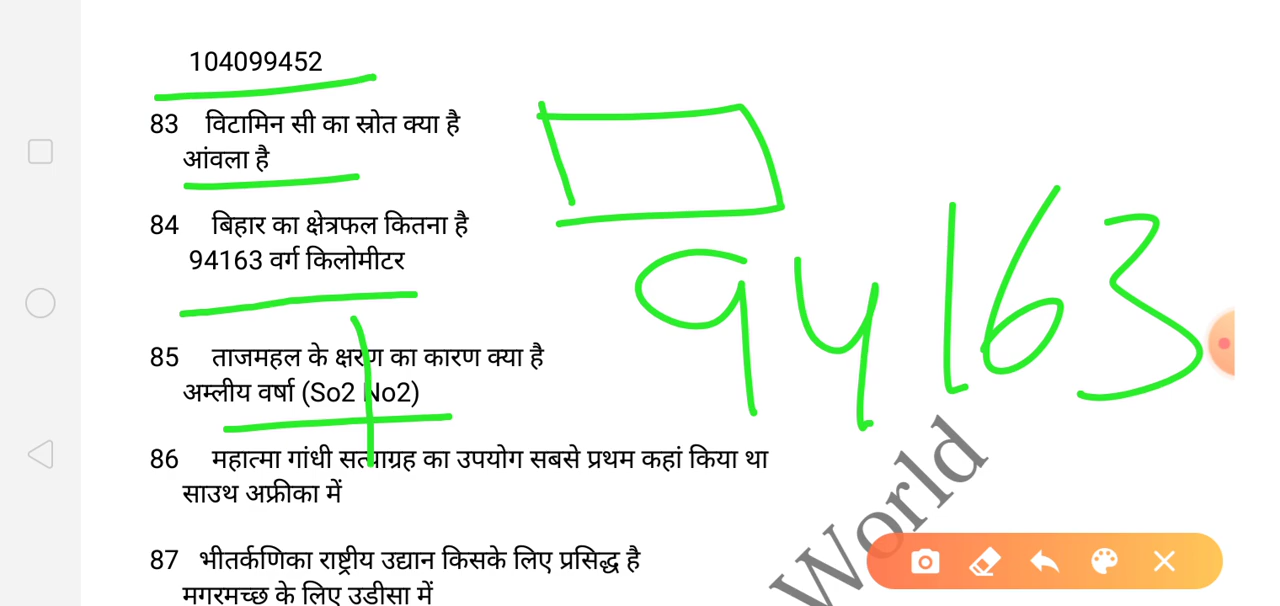 104099452
83 विटामिन सी का स्रोत क्या है
आंवला है
84 बिहार का क्षेत्रफल कितना है
94163 वर्ग किलोमीटर
94163
85 ताजमहल के क्षरण का कारण क्या है
अम्लीय वर्षा (So2 No2)
86 महात्मा गांधी सत्याग्रह का उपयोग सबसे प्रथम कहां किया था
साउथ अफ्रीका में
87 भीतर्कणिका राष्ट्रीय उद्यान किसके लिए प्रसिद्ध है
मगरमच्छ के लिए उडीसा में
World